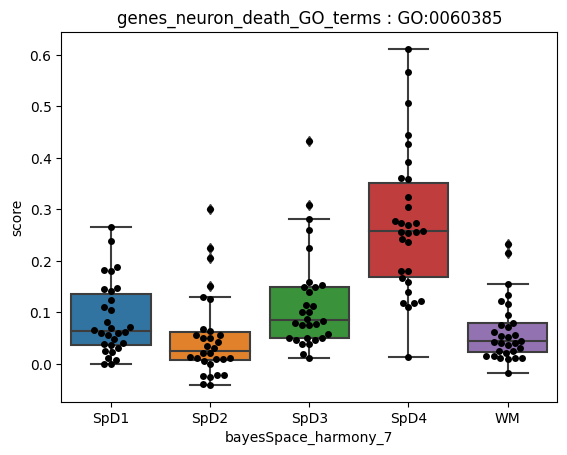 genes_neuron_death_GO_terms : GO:0060385
score
0.6
0.5
0.4
0.3
0.2
0.1
0.0
SpD1 SpD2 SpD3 SpD4 WM
bayesSpace_harmony_7